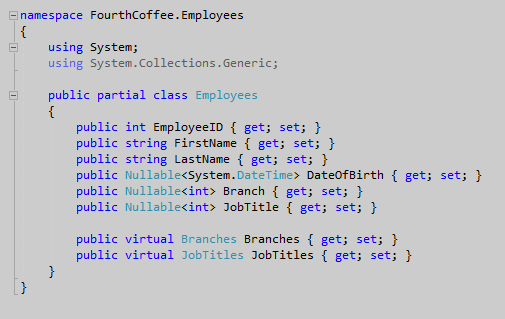 namespace FourthCoffee.Employees
{
using System;
using System.Collections.Generic;
public partial class Employees
{
public int EmployeeID { get; set; }
public string FirstName { get; set; }
public string LastName { get; set; }
public Nullable<System.DateTime> DateOfBirth { get; set; }
public Nullable<int> Branch { get; set; }
public Nullable<int> JobTitle { get; set; }
public virtual Branches Branches { get; set; }
public virtual JobTitles JobTitles { get; set; }
}
}